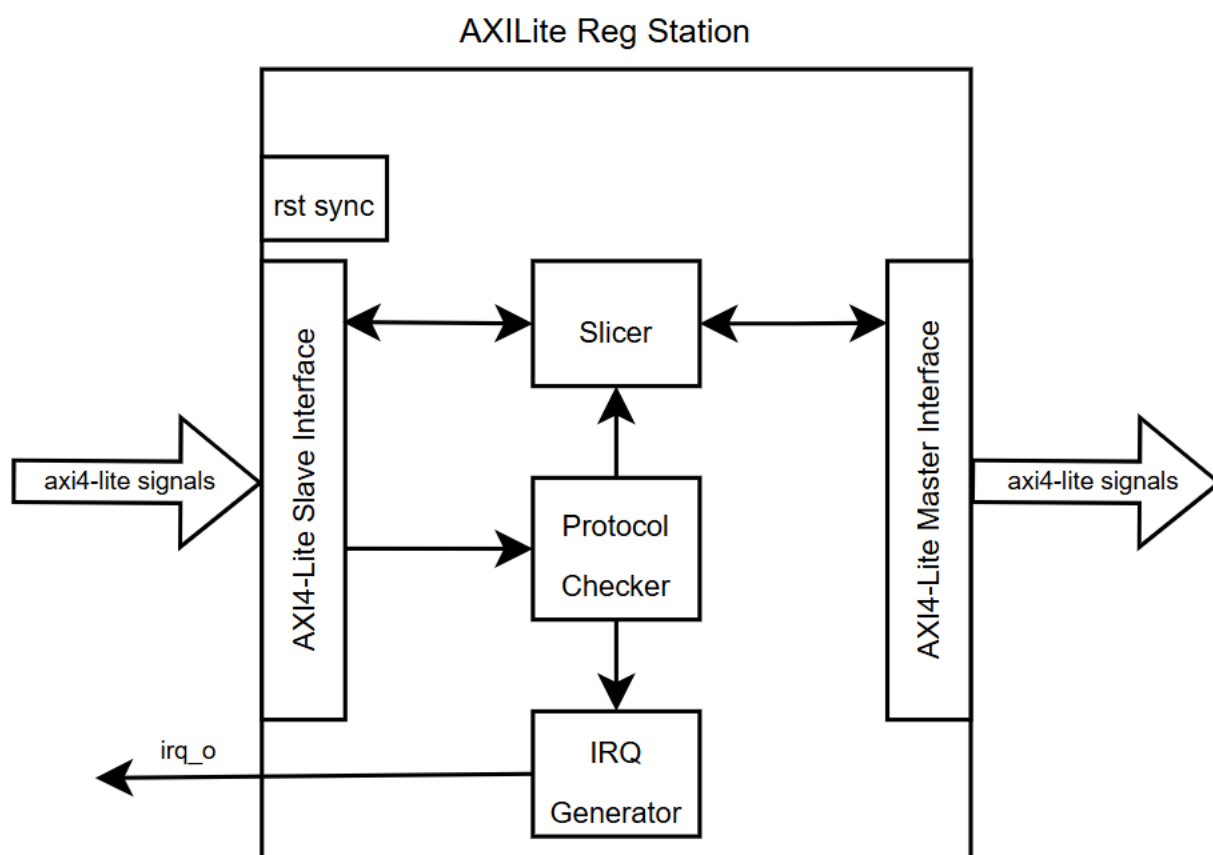 AXILite Reg Station
rst sync
AXI4-Lite Slave Interface
Slicer
AXI4-Lite Master Interface
axi4-lite signals
axi4-lite signals
Protocol
Checker
irq_o
IRQ
Generator